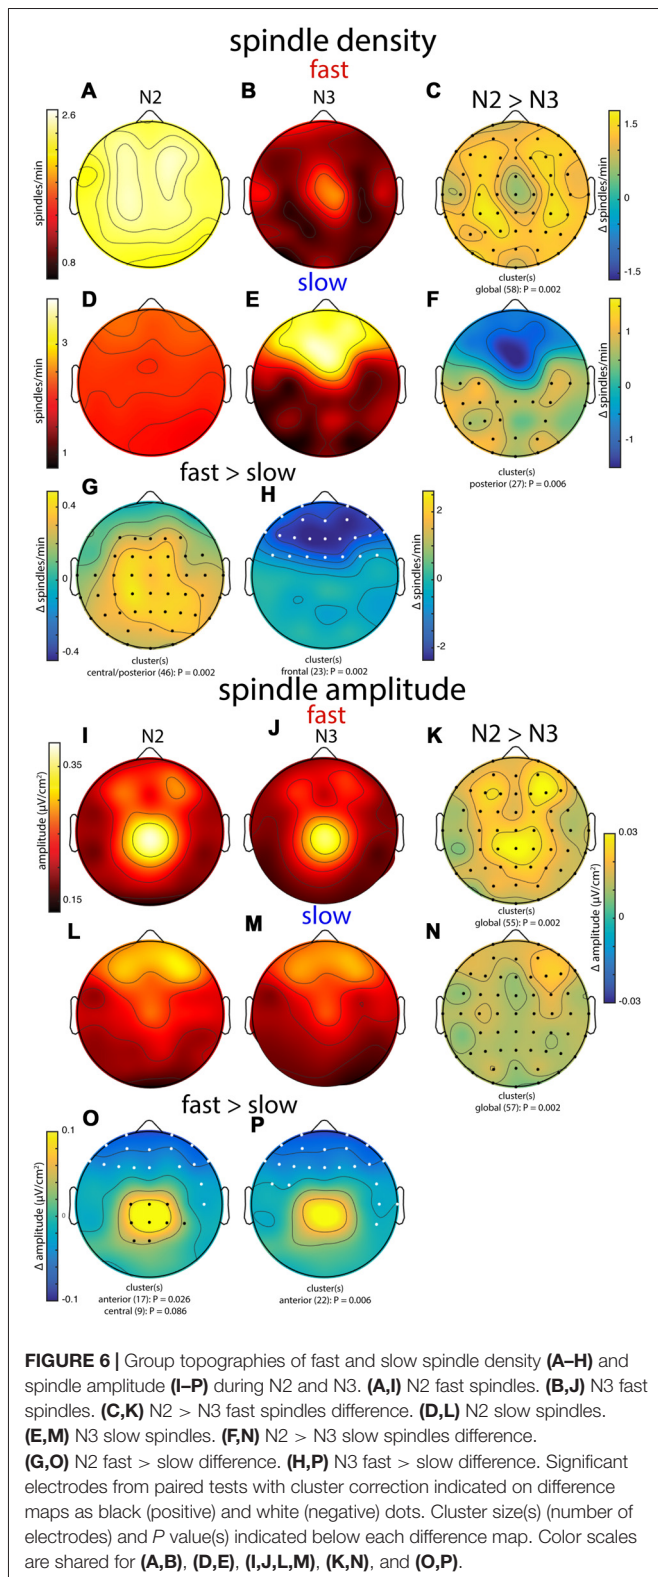 spindle density
fast
A N2 B N3 C N2 > N3
2.6
spindles/min
0.8
1.5
0
-1.5
Δ spindles/min
cluster(s)
global (58): P = 0.002
slow
D E F
3
spindles/min
1
1
0
-1
Δ spindles/min
cluster(s)
posterior (27): P = 0.006
fast > slow
G H
0.4
0
-0.4
Δ spindles/min
2
0
-2
Δ spindles/min
cluster(s)
central/posterior (46): P = 0.002
cluster(s)
frontal (23): P = 0.002
spindle amplitude
fast
I N2 J N3 K N2 > N3
0.35
amplitude (µV/cm²)
0.15
cluster(s)
global (55): P = 0.002
0.03
0
-0.03
Δ amplitude (µV/cm²)
slow
L M N
cluster(s)
global (57): P = 0.002
fast > slow
O P
0.1
0
-0.1
Δ amplitude (µV/cm²)
cluster(s)
anterior (17): P = 0.026
central (9): P = 0.086
cluster(s)
anterior (22): P = 0.006
FIGURE 6 | Group topographies of fast and slow spindle density (A–H) and
spindle amplitude (I–P) during N2 and N3. (A,I) N2 fast spindles. (B,J) N3 fast
spindles. (C,K) N2 > N3 fast spindles difference. (D,L) N2 slow spindles.
(E,M) N3 slow spindles. (F,N) N2 > N3 slow spindles difference.
(G,O) N2 fast > slow difference. (H,P) N3 fast > slow difference. Significant
electrodes from paired tests with cluster correction indicated on difference
maps as black (positive) and white (negative) dots. Cluster size(s) (number of
electrodes) and P value(s) indicated below each difference map. Color scales
are shared for (A,B), (D,E), (I,J,L,M), (K,N), and (O,P).